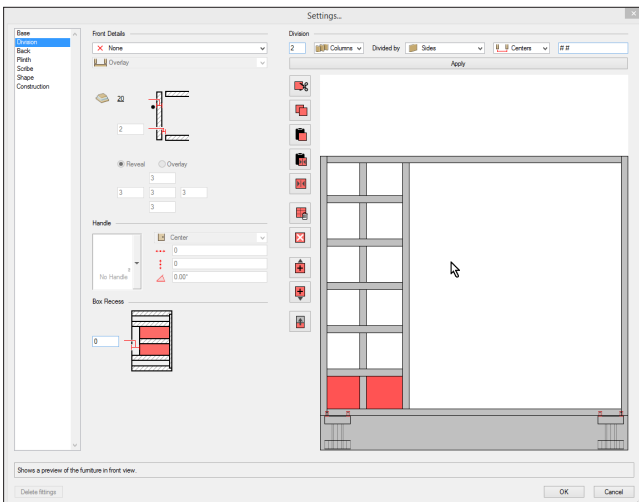 Settings...
Base
Division
Back
Plinth
Scribe
Shape
Construction
Front Details
None
Overlay
20
2
Reveal
Overlay
3
3 3 3
3
Handle
No Handle
Center
0
0
0.00°
Box Recess
0
Division
2 Columns Divided by Sides Centers # #
Apply
Shows a preview of the furniture in front view.
Delete fittings
OK Cancel